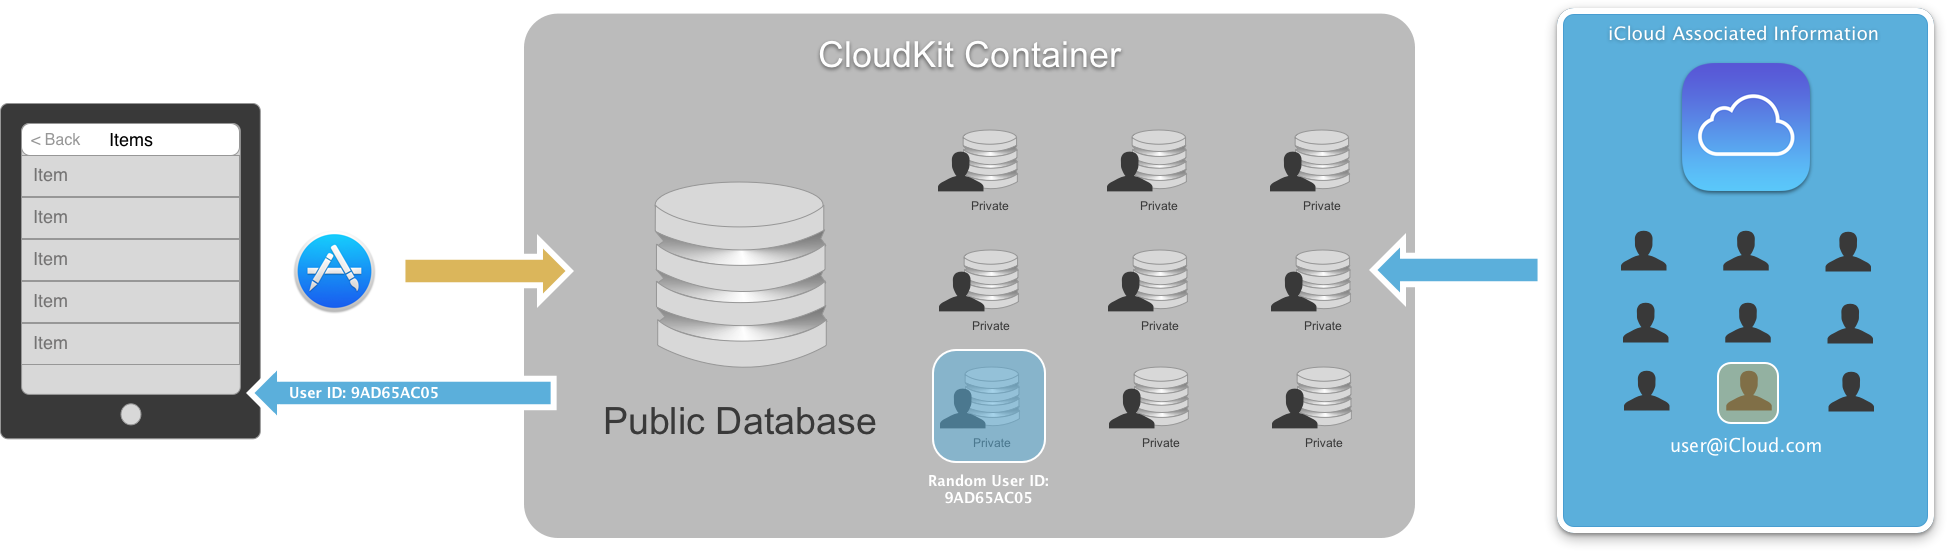 < Back Items
Item
Item
Item
Item
Item
User ID: 9AD65AC05
CloudKit Container
Public Database
Private
Private
Private
Private
Private
Private
Private
Private
Private
Random User ID:
9AD65AC05
iCloud Associated Information
user@iCloud.com